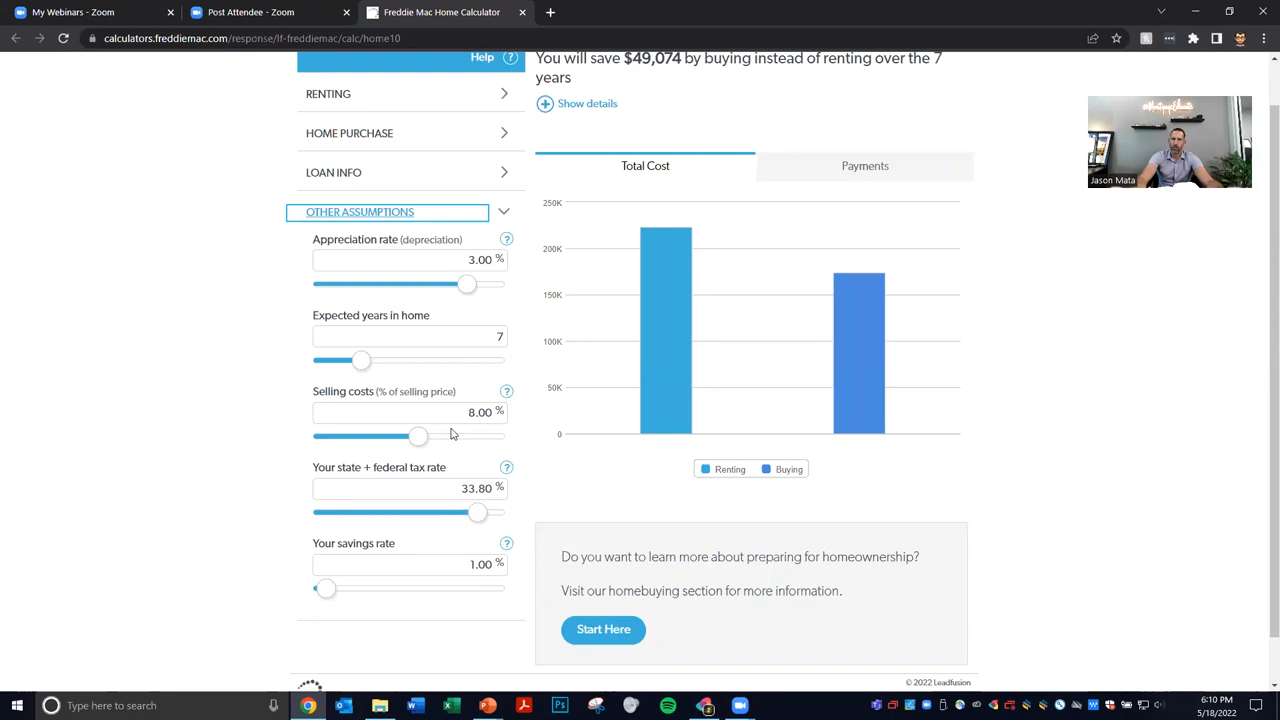 My Webinars - Zoom
Post Attendee - Zoom
Freddie Mac Home Calculator
calculators.freddiemac.com/response/lf-freddiemac/calc/home10
Help ?
You will save $49,074 by buying instead of renting over the 7
years
Show details
RENTING
HOME PURCHASE
LOAN INFO
OTHER ASSUMPTIONS
Appreciation rate (depreciation) ?
3.00 %
Expected years in home
7
Selling costs (% of selling price) ?
8.00 %
Your state + federal tax rate ?
33.80 %
Your savings rate ?
1.00 %
Total Cost
Payments
250K
200K
150K
100K
50K
0
Renting Buying
Do you want to learn more about preparing for homeownership?
Visit our homebuying section for more information.
Start Here
© 2022 Leadfusion
Jason Mata
Type here to search
6:10 PM
5/18/2022